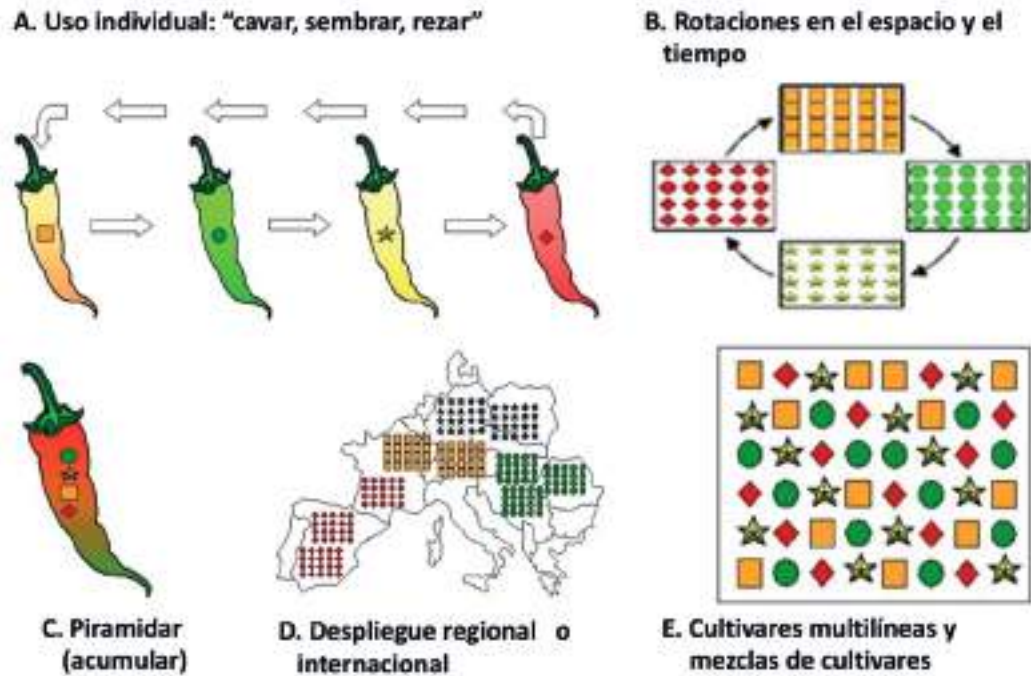 A. Uso individual: “cavar, sembrar, rezar”
B. Rotaciones en el espacio y el
tiempo
C. Piramidar
(acumular)
D. Despliegue regional o
internacional
E. Cultivares multilíneas y
mezclas de cultivares